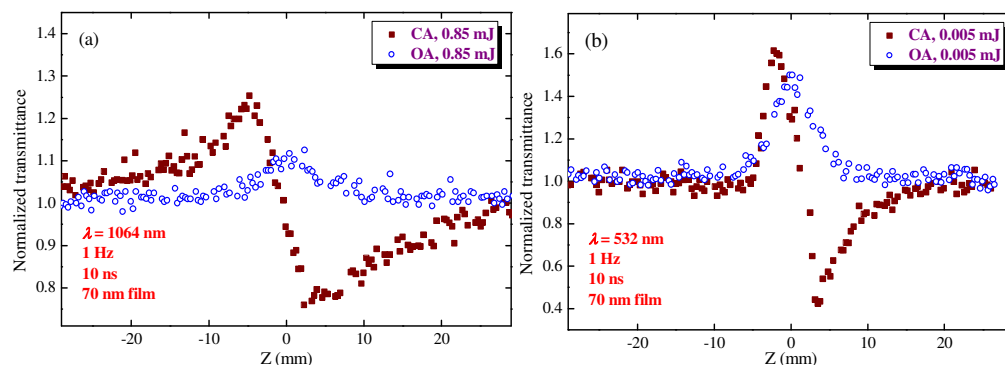 (a)
CA, 0.85 mJ
OA, 0.85 mJ
1.4
1.3
1.2
1.1
1.0
0.9
0.8
Normalized transmittance
λ = 1064 nm
1 Hz
10 ns
70 nm film
-20
-10
0
10
20
Z (mm)
(b)
CA, 0.005 mJ
OA, 0.005 mJ
1.8
1.6
1.4
1.2
1.0
0.8
0.6
0.4
Normalized transmittance
λ = 532 nm
1 Hz
10 ns
70 nm film
-20
-10
0
10
20
Z (mm)